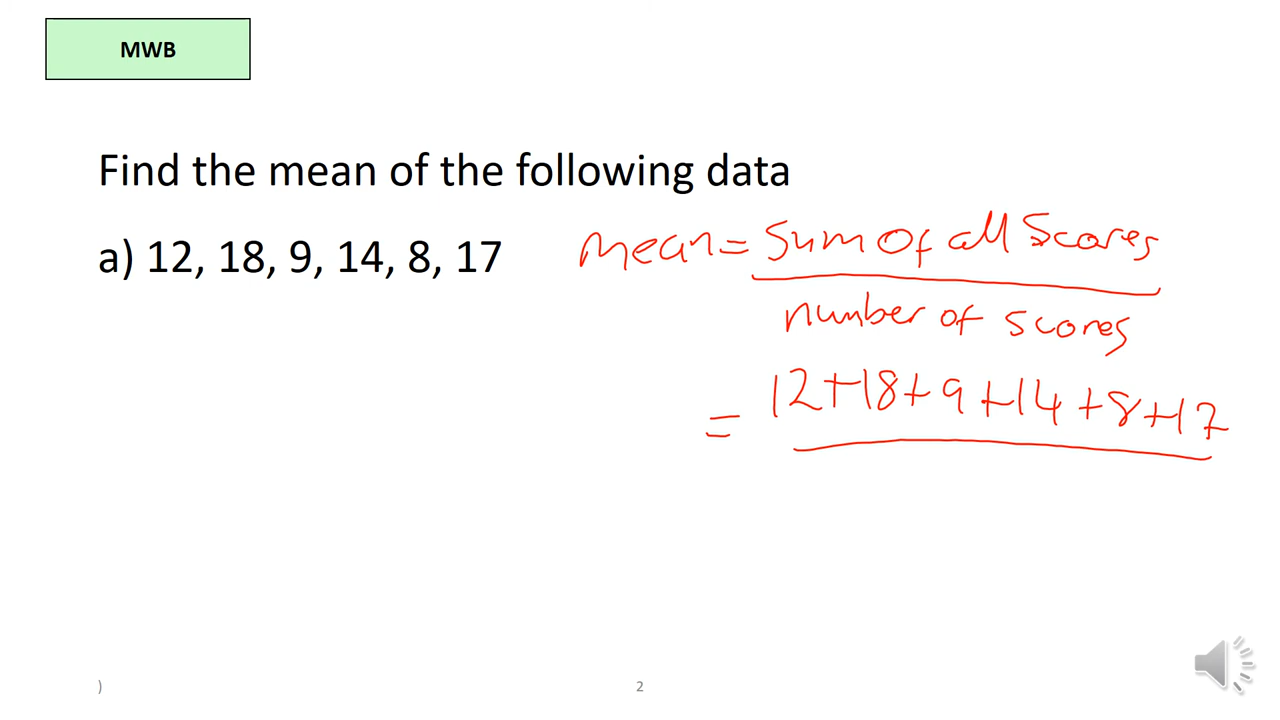 MWB
Find the mean of the following data
a) 12, 18, 9, 14, 8, 17
mean = sum of all scores
number of scores
= 12+18+9+14+8+17
)
2